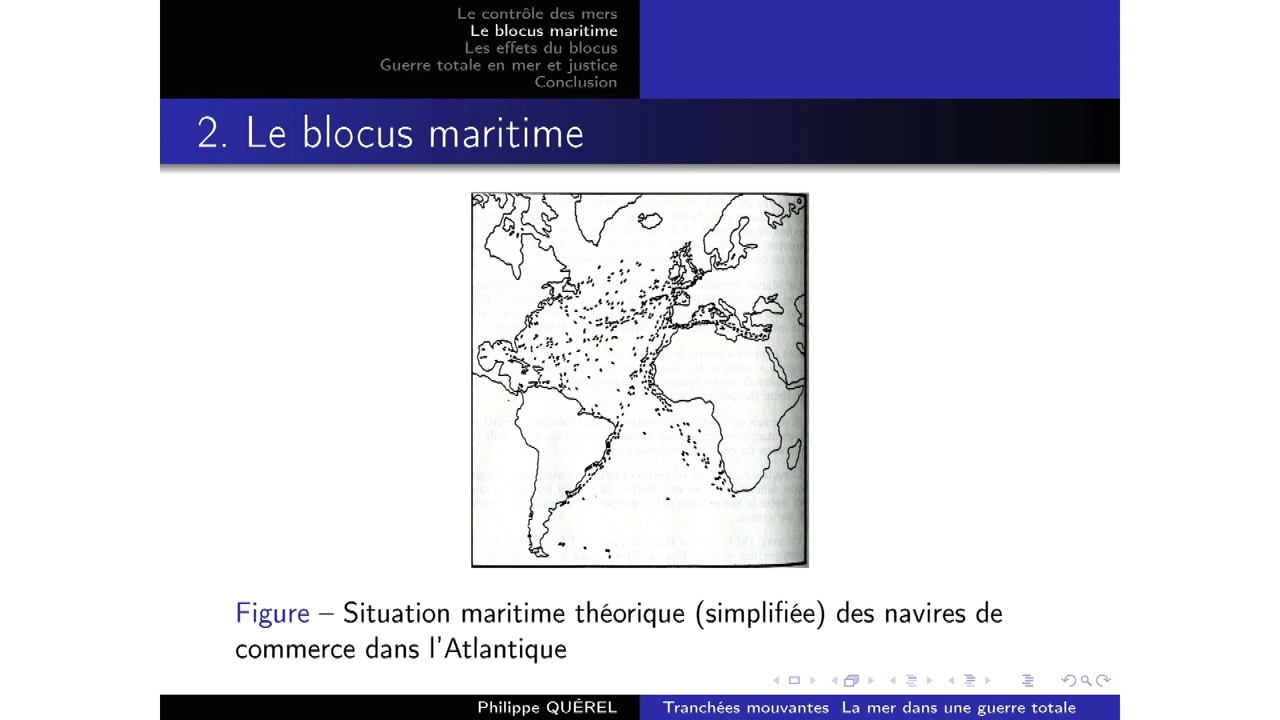 Le contrôle des mers
Le blocus maritime
Les effets du blocus
Guerre totale en mer et justice
Conclusion
2. Le blocus maritime
Figure – Situation maritime théorique (simplifiée) des navires de
commerce dans l'Atlantique
Philippe QUÉREL
Tranchées mouvantes La mer dans une guerre totale